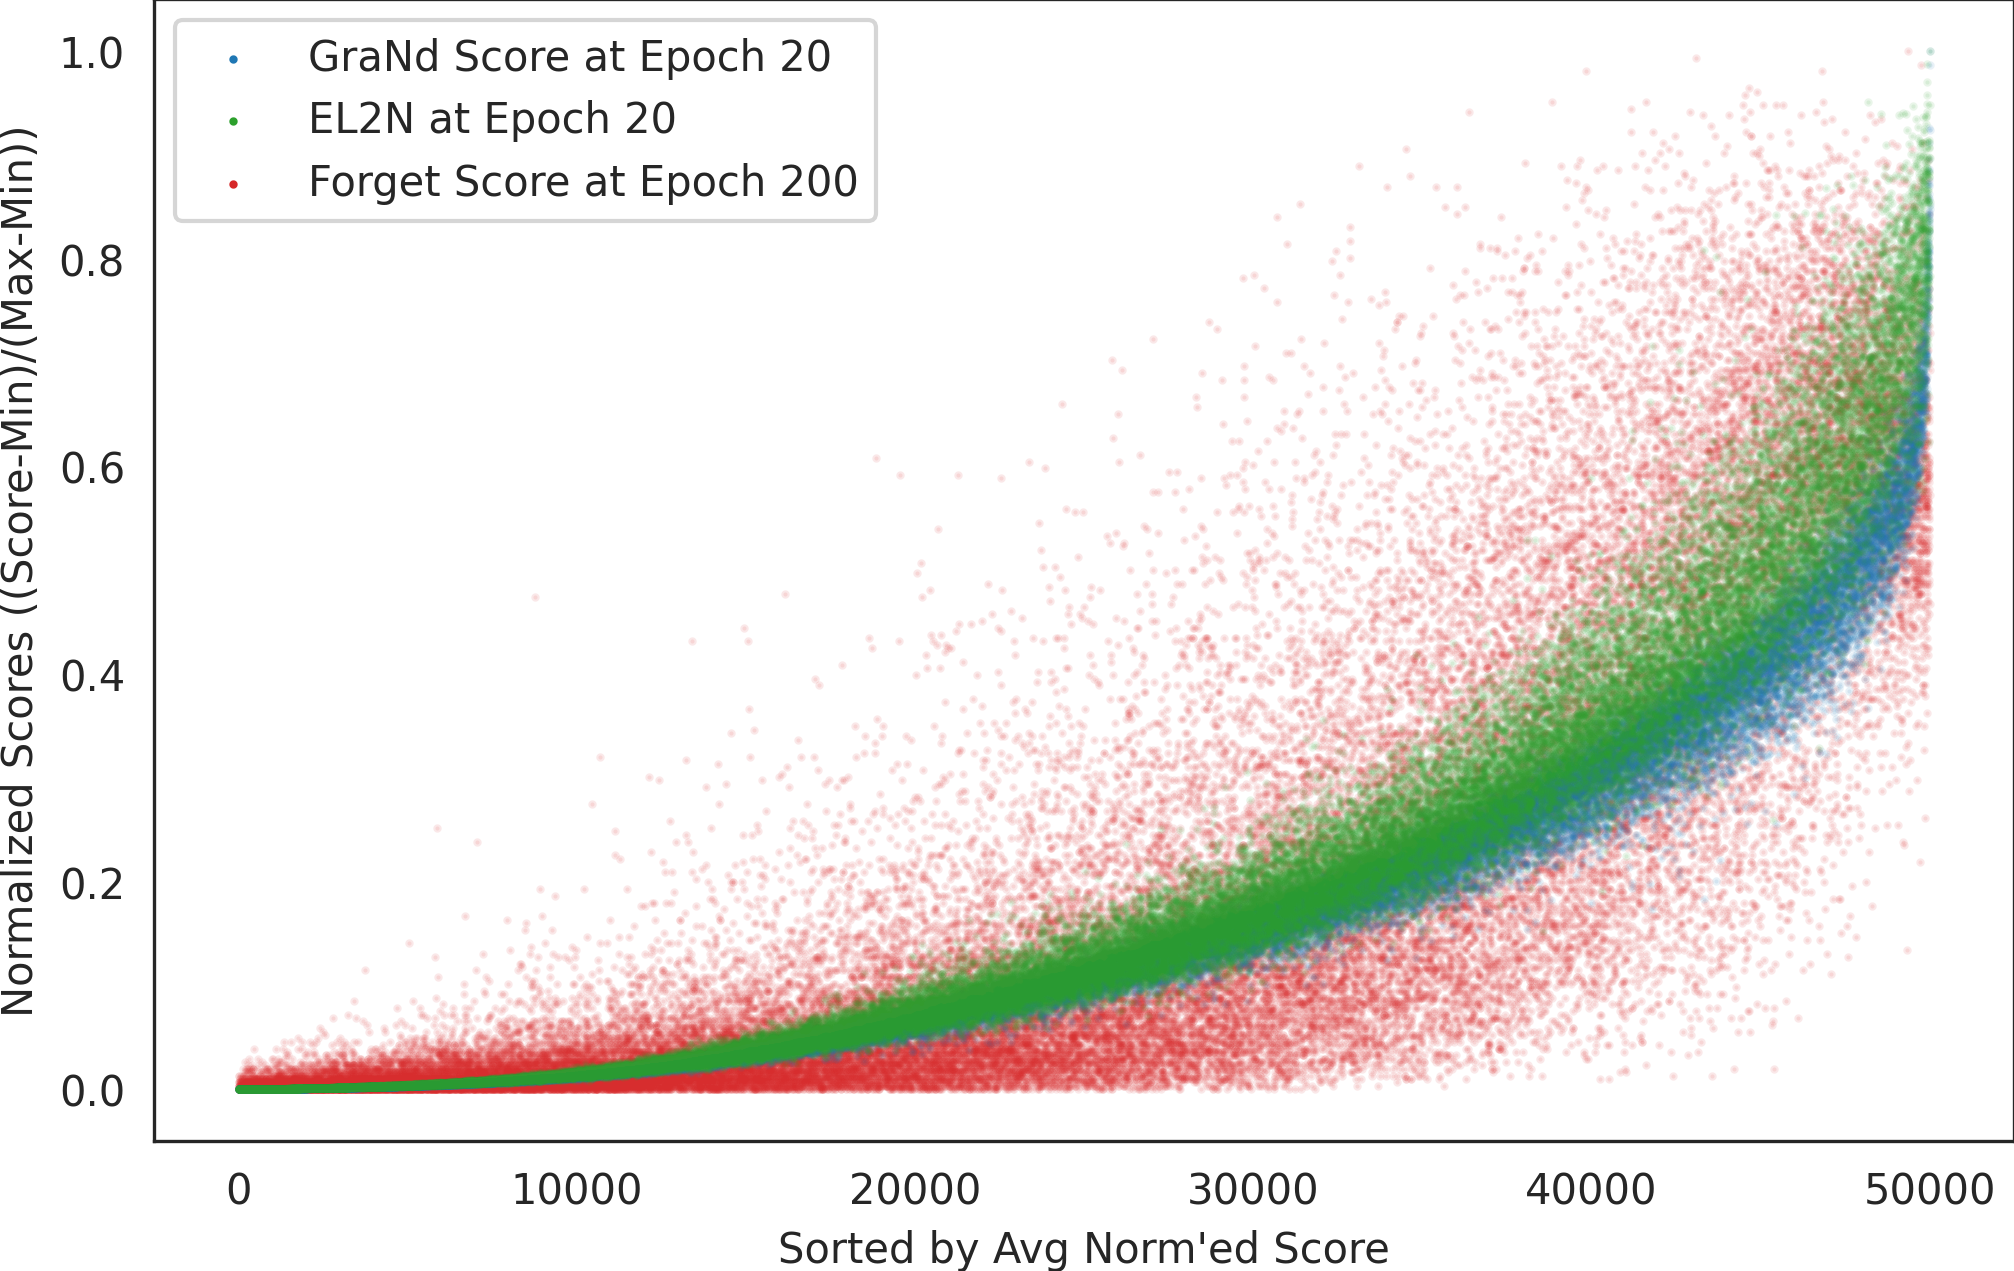 GraNd Score at Epoch 20
EL2N at Epoch 20
Forget Score at Epoch 200
Normalized Scores ((Score-Min)/(Max-Min))
1.0
0.8
0.6
0.4
0.2
0.0
0 10000 20000 30000 40000 50000
Sorted by Avg Norm'ed Score